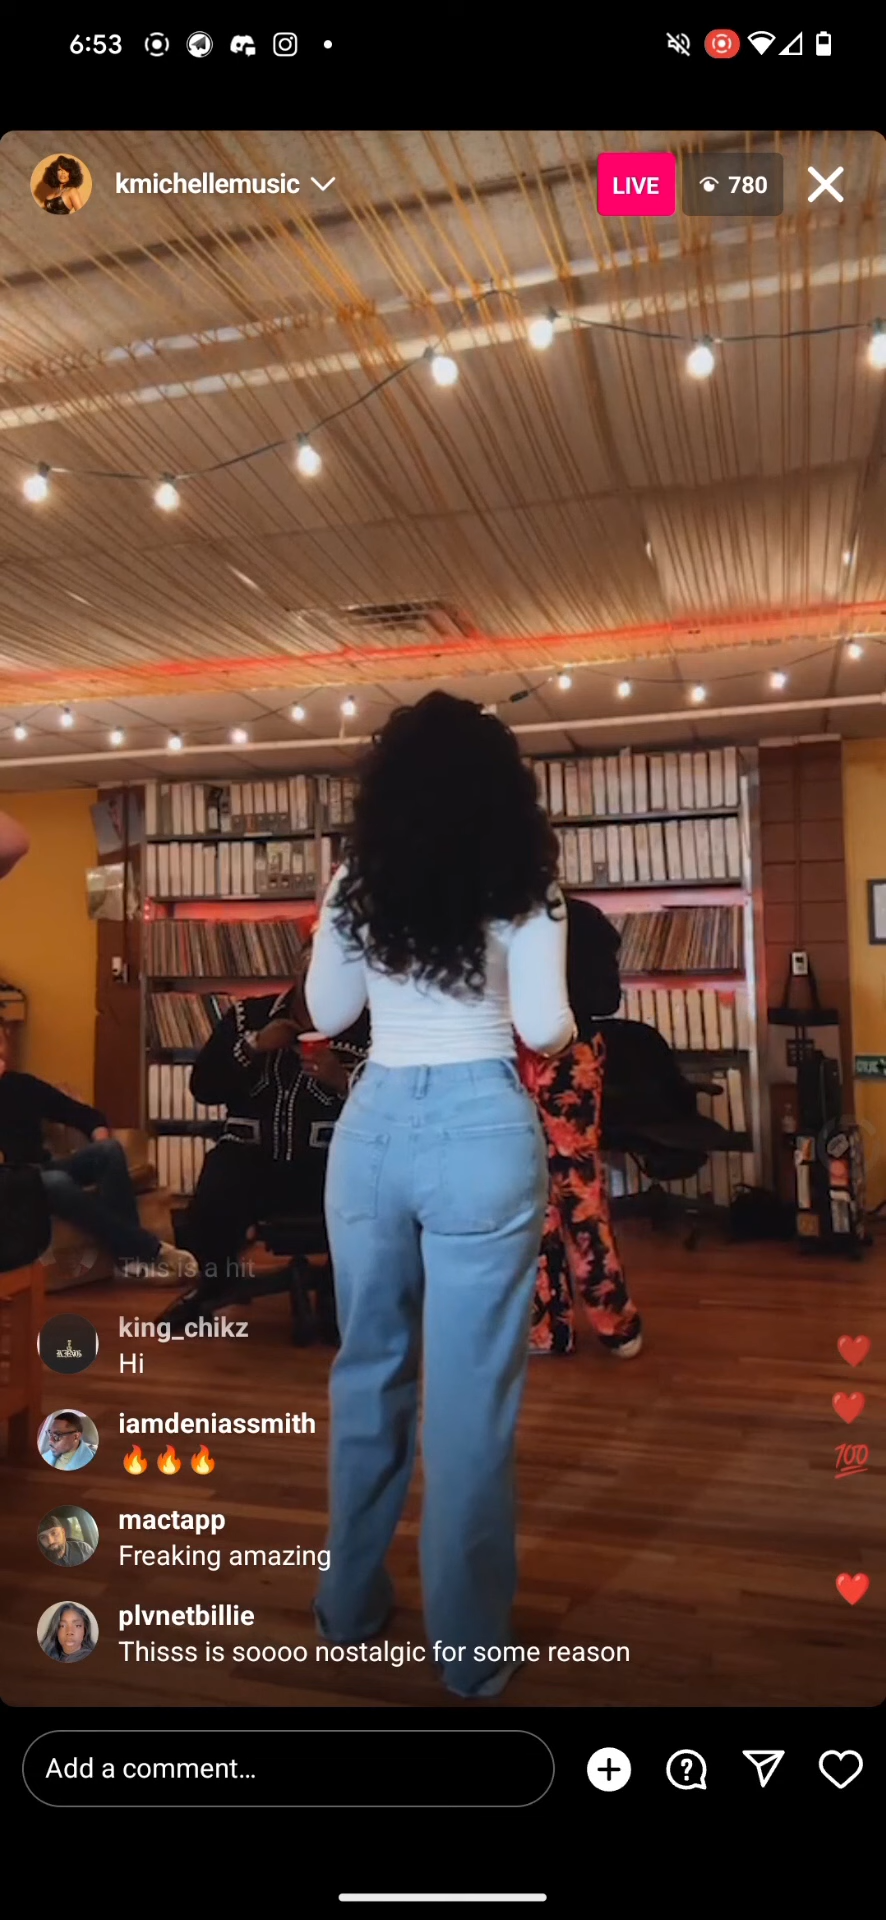 6:53
kmichellemusic
LIVE
780
This is a hit
king_chikz
Hi
iamdeniassmith
🔥🔥🔥
mactapp
Freaking amazing
plvnetbillie
Thisss is soooo nostalgic for some reason
💯
Add a comment...